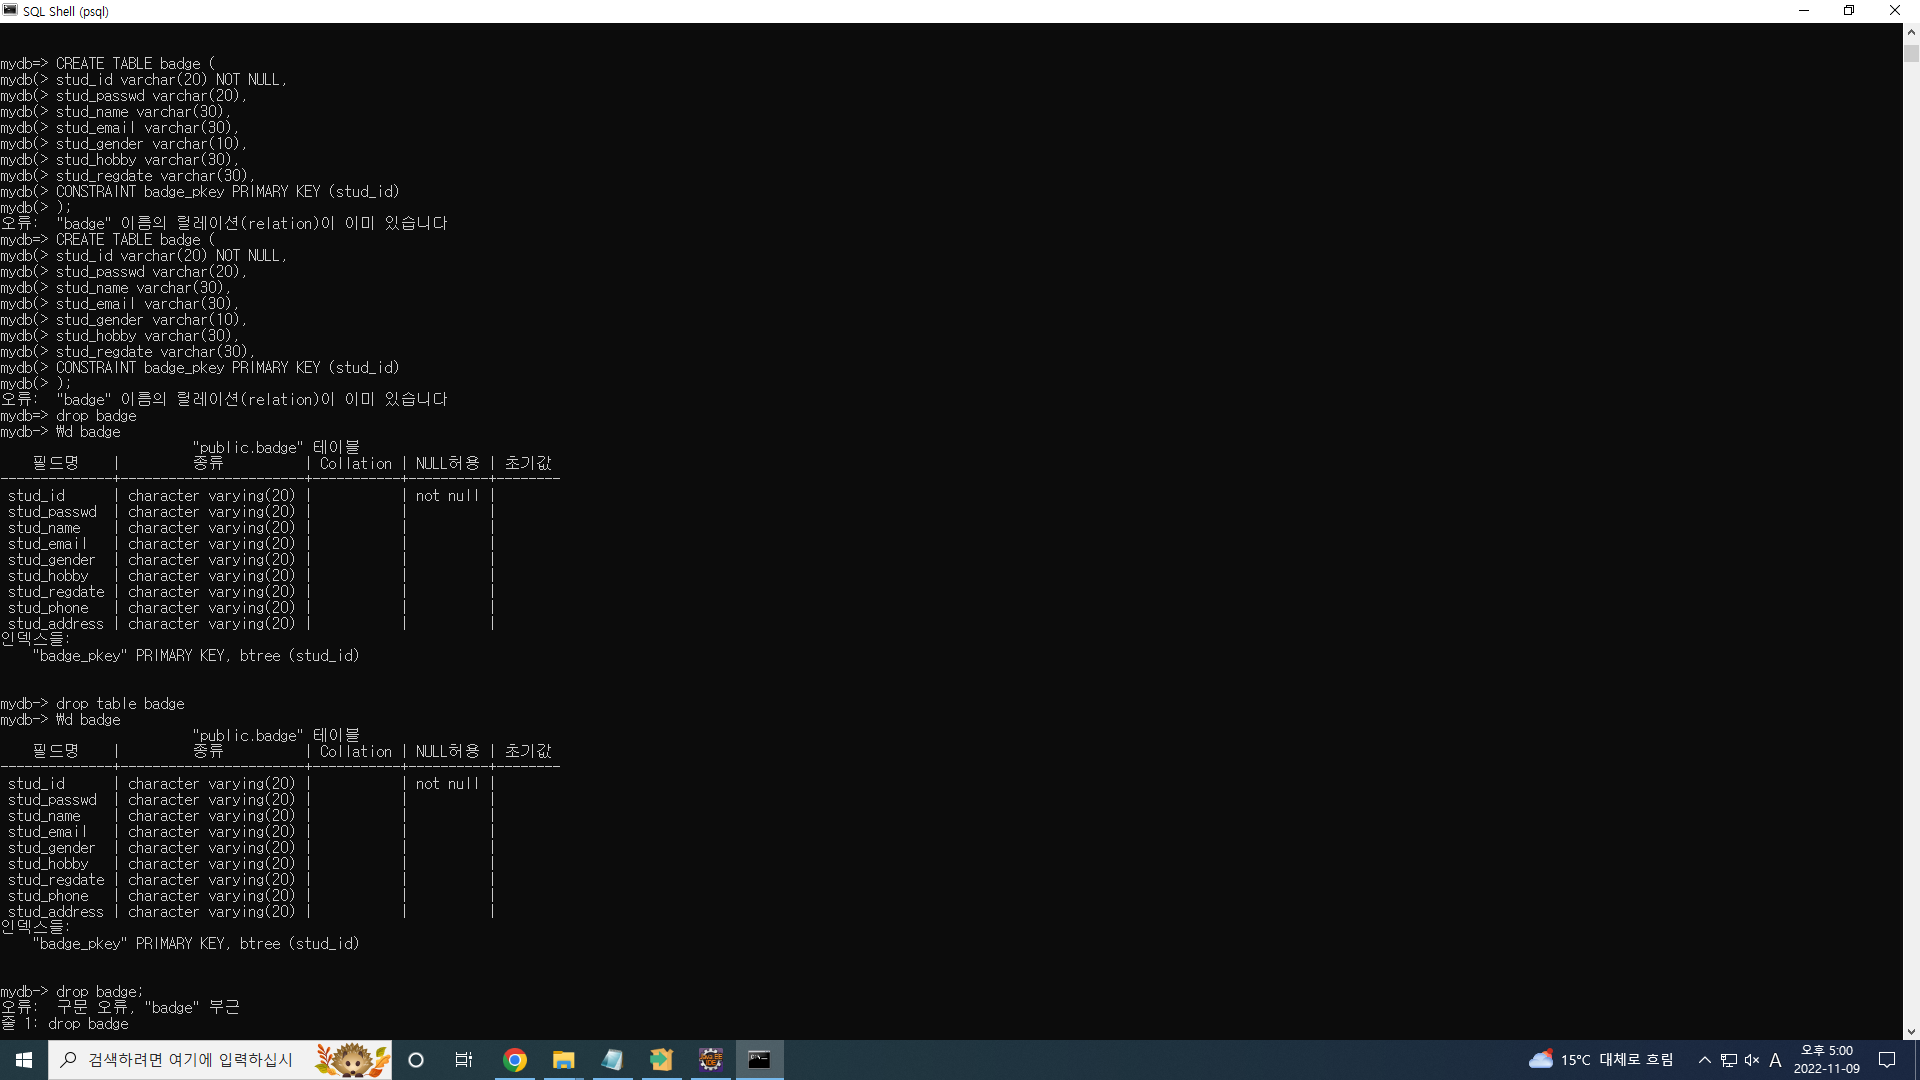 SQL Shell (psql)
mydb=> CREATE TABLE badge (
mydb(> stud_id varchar(20) NOT NULL,
mydb(> stud_passwd varchar(20),
mydb(> stud_name varchar(30),
mydb(> stud_email varchar(30),
mydb(> stud_gender varchar(10),
mydb(> stud_hobby varchar(30),
mydb(> stud_regdate varchar(30),
mydb(> CONSTRAINT badge_pkey PRIMARY KEY (stud_id)
mydb(> );
오류:  "badge" 이름의 릴레이션(relation)이 이미 있습니다
mydb=> CREATE TABLE badge (
mydb(> stud_id varchar(20) NOT NULL,
mydb(> stud_passwd varchar(20),
mydb(> stud_name varchar(30),
mydb(> stud_email varchar(30),
mydb(> stud_gender varchar(10),
mydb(> stud_hobby varchar(30),
mydb(> stud_regdate varchar(30),
mydb(> CONSTRAINT badge_pkey PRIMARY KEY (stud_id)
mydb(> );
오류:  "badge" 이름의 릴레이션(relation)이 이미 있습니다
mydb=> drop badge
mydb-> ₩d badge
"public.badge" 테이블
필드명 | 종류 | Collation | NULL허용 | 초기값
--------------+-----------------------+-----------+----------+--------
stud_id | character varying(20) | | not null |
stud_passwd | character varying(20) | | |
stud_name | character varying(20) | | |
stud_email | character varying(20) | | |
stud_gender | character varying(20) | | |
stud_hobby | character varying(20) | | |
stud_regdate | character varying(20) | | |
stud_phone | character varying(20) | | |
stud_address | character varying(20) | | |
인덱스들:
"badge_pkey" PRIMARY KEY, btree (stud_id)
mydb-> drop table badge
mydb-> ₩d badge
"public.badge" 테이블
필드명 | 종류 | Collation | NULL허용 | 초기값
--------------+-----------------------+-----------+----------+--------
stud_id | character varying(20) | | not null |
stud_passwd | character varying(20) | | |
stud_name | character varying(20) | | |
stud_email | character varying(20) | | |
stud_gender | character varying(20) | | |
stud_hobby | character varying(20) | | |
stud_regdate | character varying(20) | | |
stud_phone | character varying(20) | | |
stud_address | character varying(20) | | |
인덱스들:
"badge_pkey" PRIMARY KEY, btree (stud_id)
mydb-> drop badge;
오류:  구문 오류, "badge" 부근
줄 1: drop badge
검색하려면 여기에 입력하십시
15°C 대체로 흐림
A
오후 5:00
2022-11-09